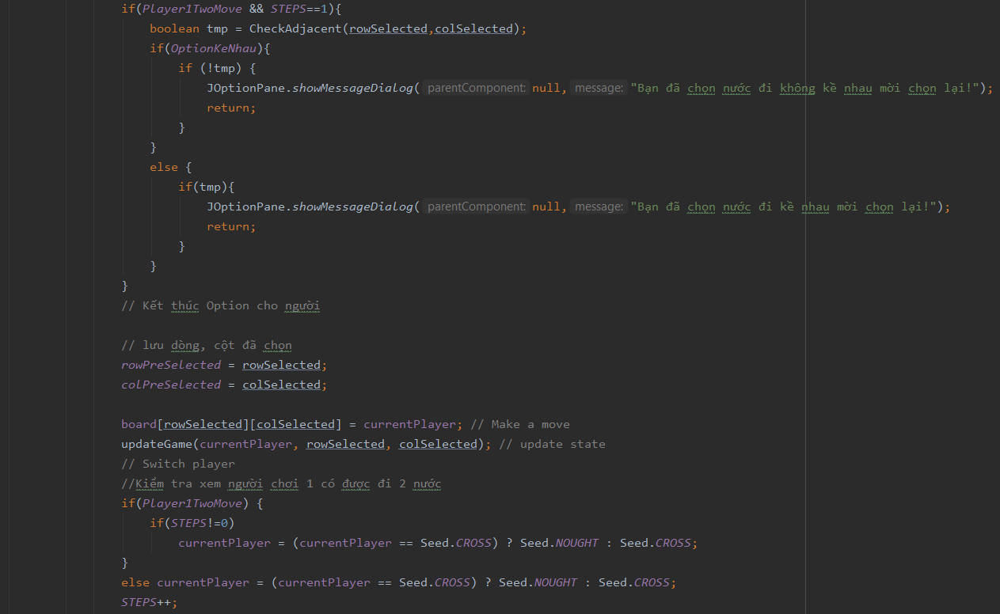 if(Player1TwoMove && STEPS==1){
boolean tmp = CheckAdjacent(rowSelected,colSelected);
if(OptionKeNhau){
if (!tmp) {
JOptionPane.showMessageDialog( parentComponent: null, message: "Bạn đã chọn nước đi không kề nhau mời chọn lại!");
return;
}
}
else {
if(tmp){
JOptionPane.showMessageDialog( parentComponent: null, message: "Bạn đã chọn nước đi kề nhau mời chọn lại!");
return;
}
}
}
// Kết thúc Option cho người
// lưu dòng, cột đã chọn
rowPreSelected = rowSelected;
colPreSelected = colSelected;
board[rowSelected][colSelected] = currentPlayer; // Make a move
updateGame(currentPlayer, rowSelected, colSelected); // update state
// Switch player
//Kiểm tra xem người chơi 1 có được đi 2 nước
if(Player1TwoMove) {
if(STEPS!=0)
currentPlayer = (currentPlayer == Seed.CROSS) ? Seed.NOUGHT : Seed.CROSS;
}
else currentPlayer = (currentPlayer == Seed.CROSS) ? Seed.NOUGHT : Seed.CROSS;
STEPS++;